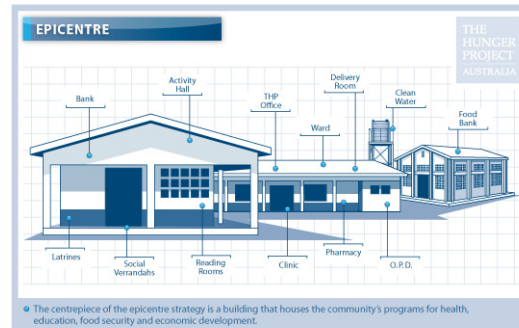 EPICENTRE
THE
HUNGER
PROJECT
AUSTRALIA
Bank
Activity
Hall
THP
Office
Ward
Delivery
Room
Clean
Water
Food
Bank
Latrines
Social
Verrandahs
Reading
Rooms
Clinic
Pharmacy
O.P.D.
The centrepiece of the epicentre strategy is a building that houses the community's programs for health,
education, food security and economic development.